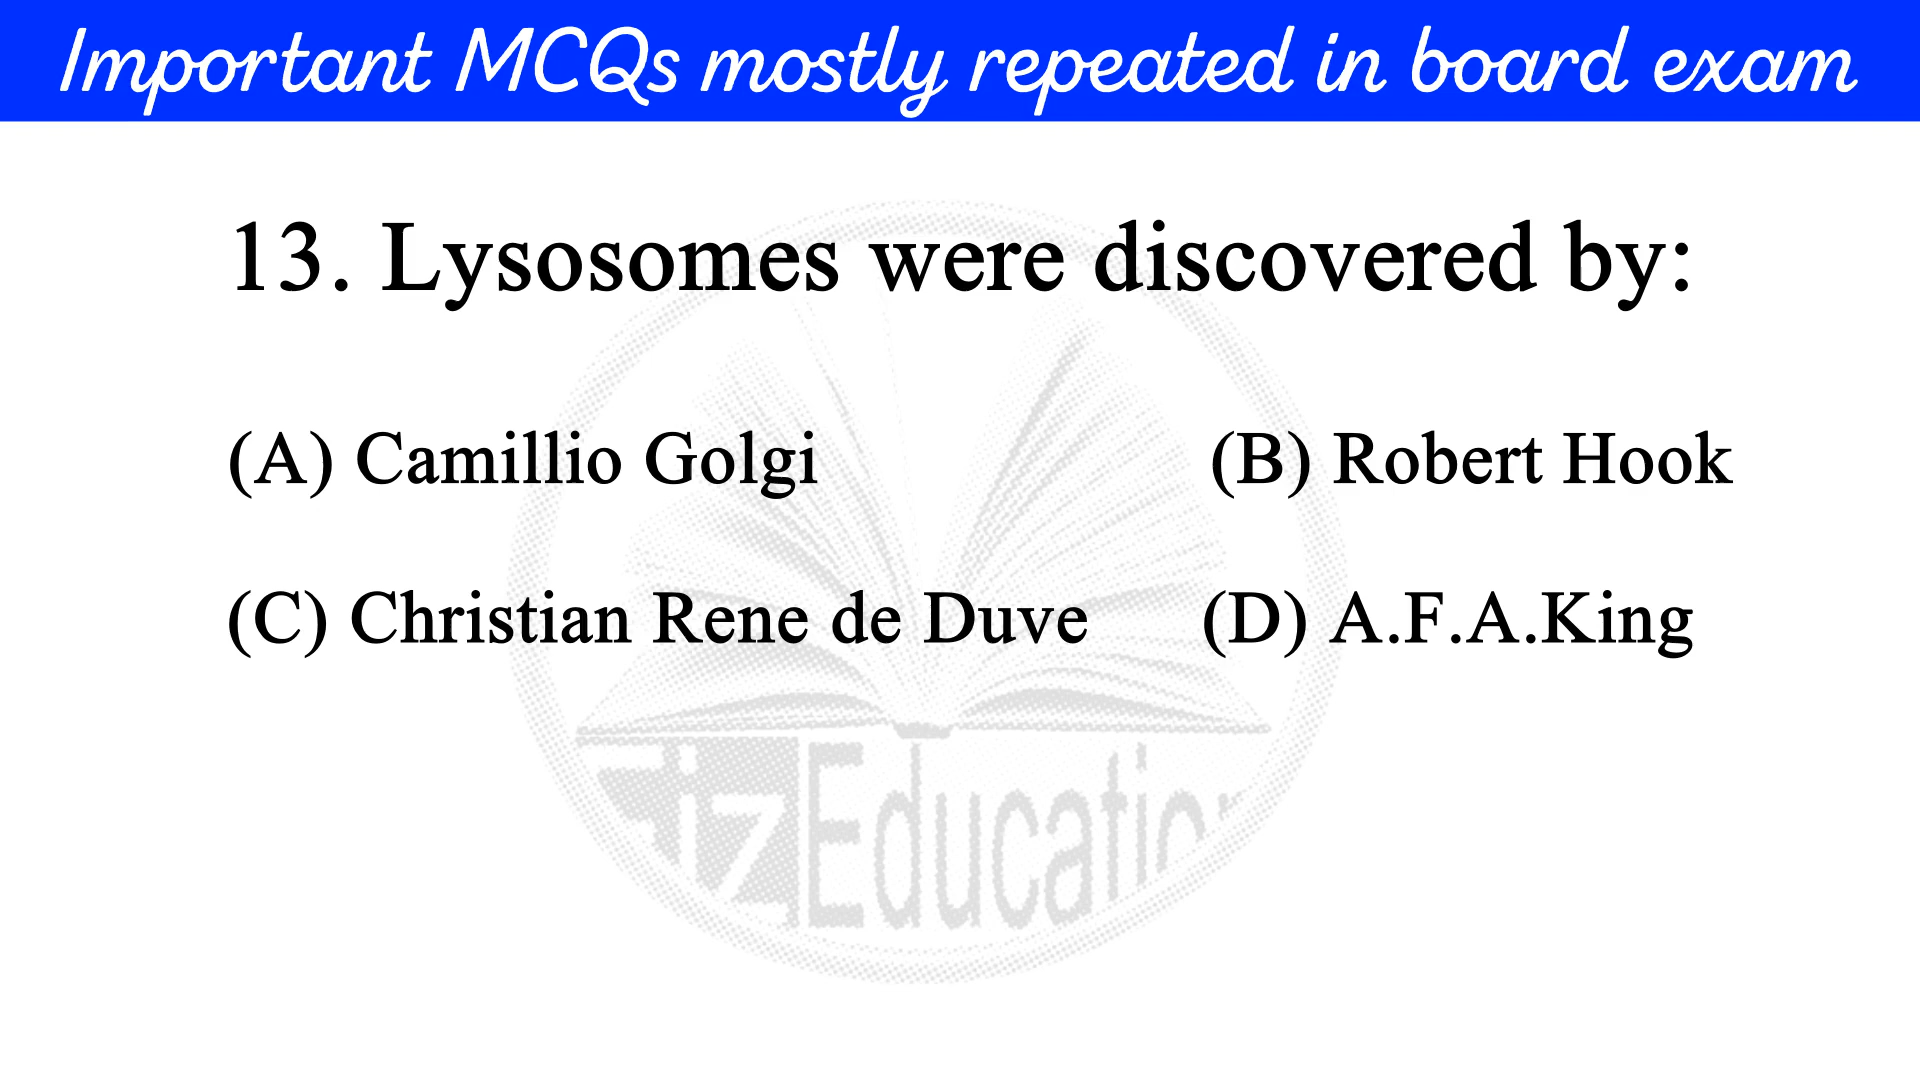 Important MCQs mostly repeated in board exam
13. Lysosomes were discovered by:
(A) Camillio Golgi (B) Robert Hook
(C) Christian Rene de Duve (D) A.F.A.King
Education